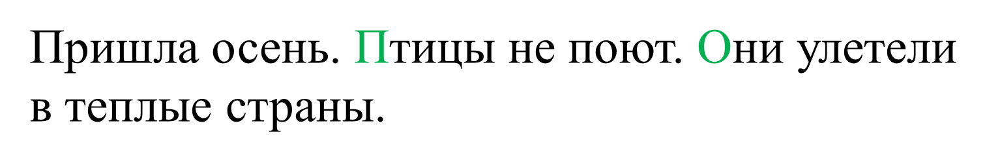 Пришла осень. Птицы не поют. Они улетели
в теплые страны.